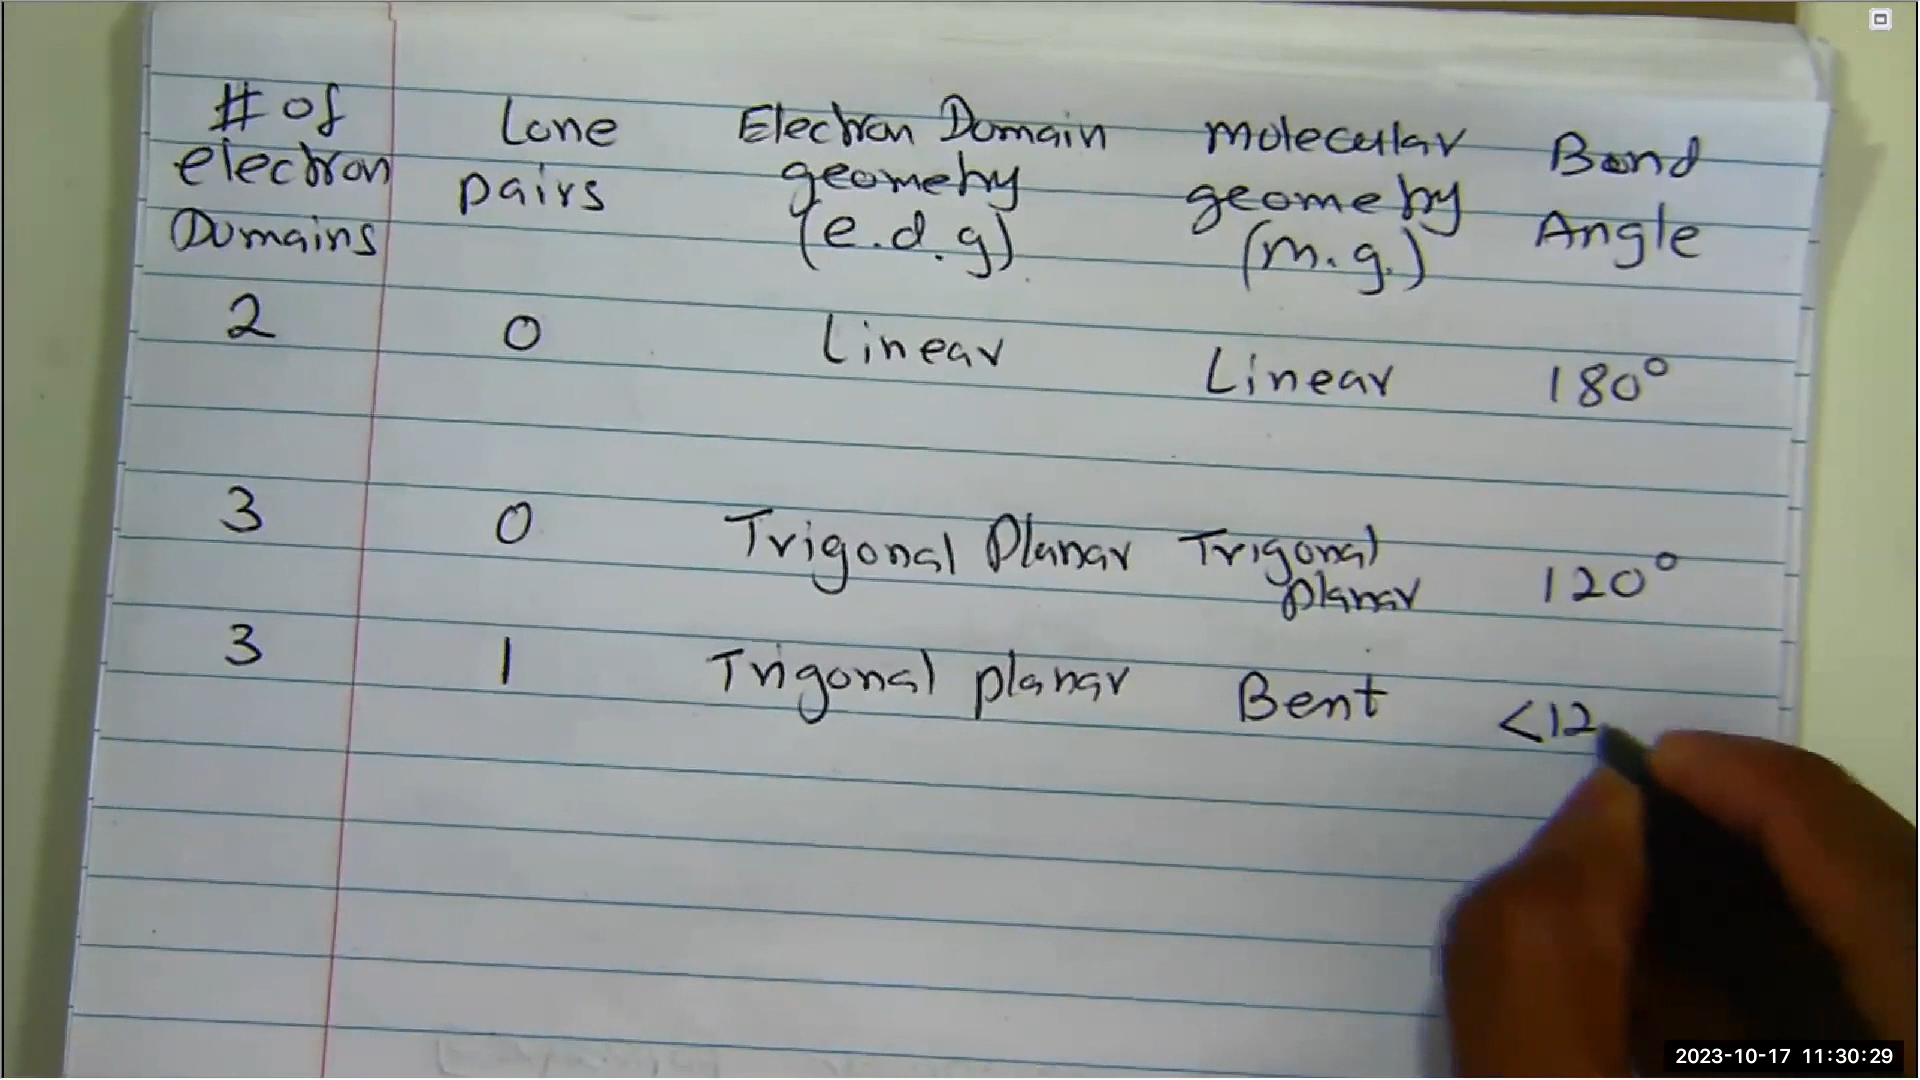 # of electron Domains Lone pairs Electron Domain geometry (e.d.g) Molecular geometry (m.g.) Bond Angle
2 0 Linear Linear 180°
3 0 Trigonal Planar Trigonal planar 120°
3 1 Trigonal planar Bent <12
2023-10-17 11:30:29